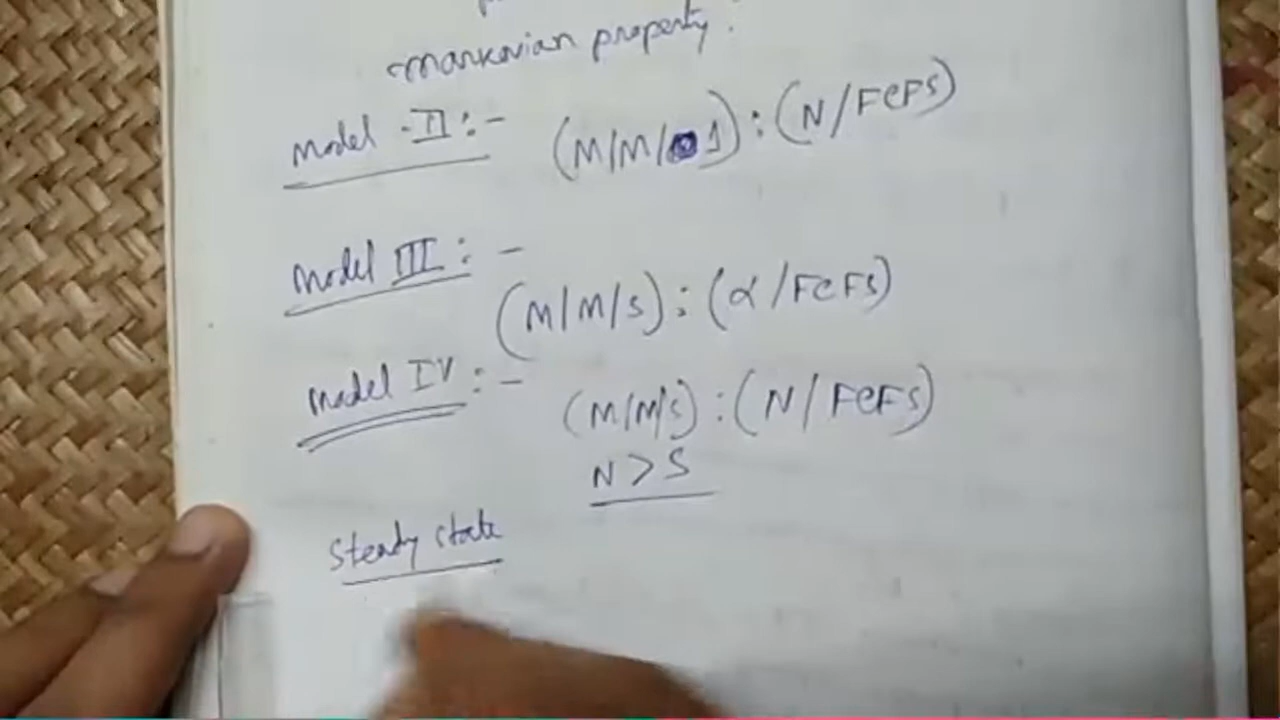 Markovian property.
Model -II :- (M/M/1) : (N/FCFS)
Model III : -
(M/M/S) : (α/FCFS)
Model IV : - (M/M/S) : (N/FCFS)
N > S
Steady state